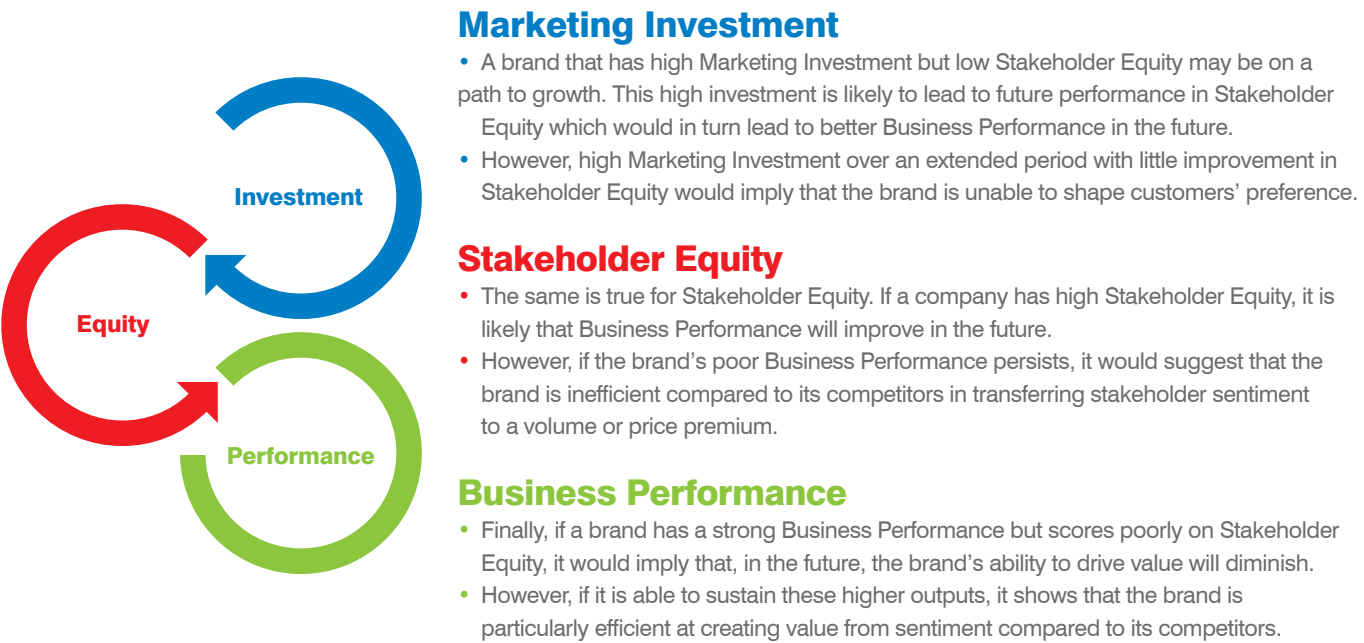 Marketing Investment
• A brand that has high Marketing Investment but low Stakeholder Equity may be on a
path to growth. This high investment is likely to lead to future performance in Stakeholder
Equity which would in turn lead to better Business Performance in the future.
• However, high Marketing Investment over an extended period with little improvement in
Stakeholder Equity would imply that the brand is unable to shape customers’ preference.
Investment
Stakeholder Equity
• The same is true for Stakeholder Equity. If a company has high Stakeholder Equity, it is
likely that Business Performance will improve in the future.
• However, if the brand’s poor Business Performance persists, it would suggest that the
brand is inefficient compared to its competitors in transferring stakeholder sentiment
to a volume or price premium.
Equity
Performance
Business Performance
• Finally, if a brand has a strong Business Performance but scores poorly on Stakeholder
Equity, it would imply that, in the future, the brand’s ability to drive value will diminish.
• However, if it is able to sustain these higher outputs, it shows that the brand is
particularly efficient at creating value from sentiment compared to its competitors.